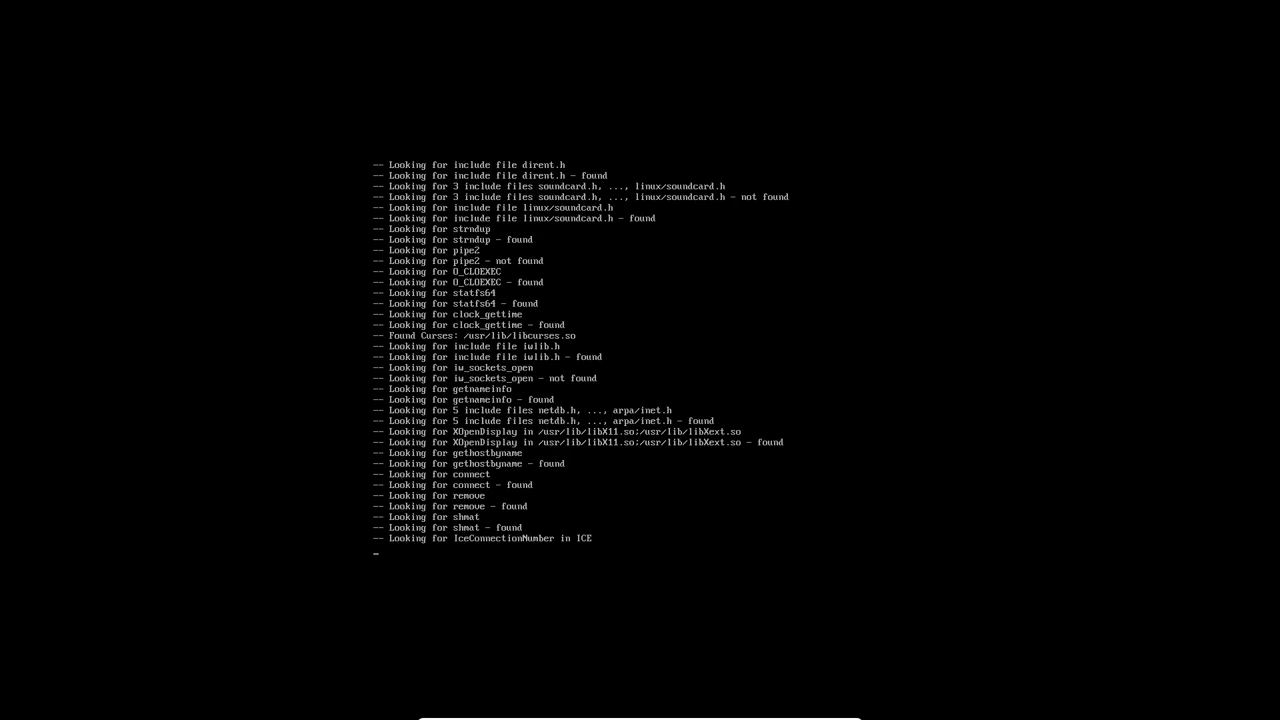 -- Looking for include file dirent.h
-- Looking for include file dirent.h - found
-- Looking for 3 include files soundcard.h, ..., linux/soundcard.h
-- Looking for 3 include files soundcard.h, ..., linux/soundcard.h - not found
-- Looking for include file linux/soundcard.h
-- Looking for include file linux/soundcard.h - found
-- Looking for strndup
-- Looking for strndup - found
-- Looking for pipe2
-- Looking for pipe2 - not found
-- Looking for O_CLOEXEC
-- Looking for O_CLOEXEC - found
-- Looking for statfs64
-- Looking for statfs64 - found
-- Looking for clock_gettime
-- Looking for clock_gettime - found
-- Found Curses: /usr/lib/libcurses.so
-- Looking for include file iwlib.h
-- Looking for include file iwlib.h - found
-- Looking for iw_sockets_open
-- Looking for iw_sockets_open - not found
-- Looking for getnameinfo
-- Looking for getnameinfo - found
-- Looking for 5 include files netdb.h, ..., arpa/inet.h
-- Looking for 5 include files netdb.h, ..., arpa/inet.h - found
-- Looking for XOpenDisplay in /usr/lib/libX11.so;/usr/lib/libXext.so
-- Looking for XOpenDisplay in /usr/lib/libX11.so;/usr/lib/libXext.so - found
-- Looking for gethostbyname
-- Looking for gethostbyname - found
-- Looking for connect
-- Looking for connect - found
-- Looking for remove
-- Looking for remove - found
-- Looking for shmat
-- Looking for shmat - found
-- Looking for IceConnectionNumber in ICE
_